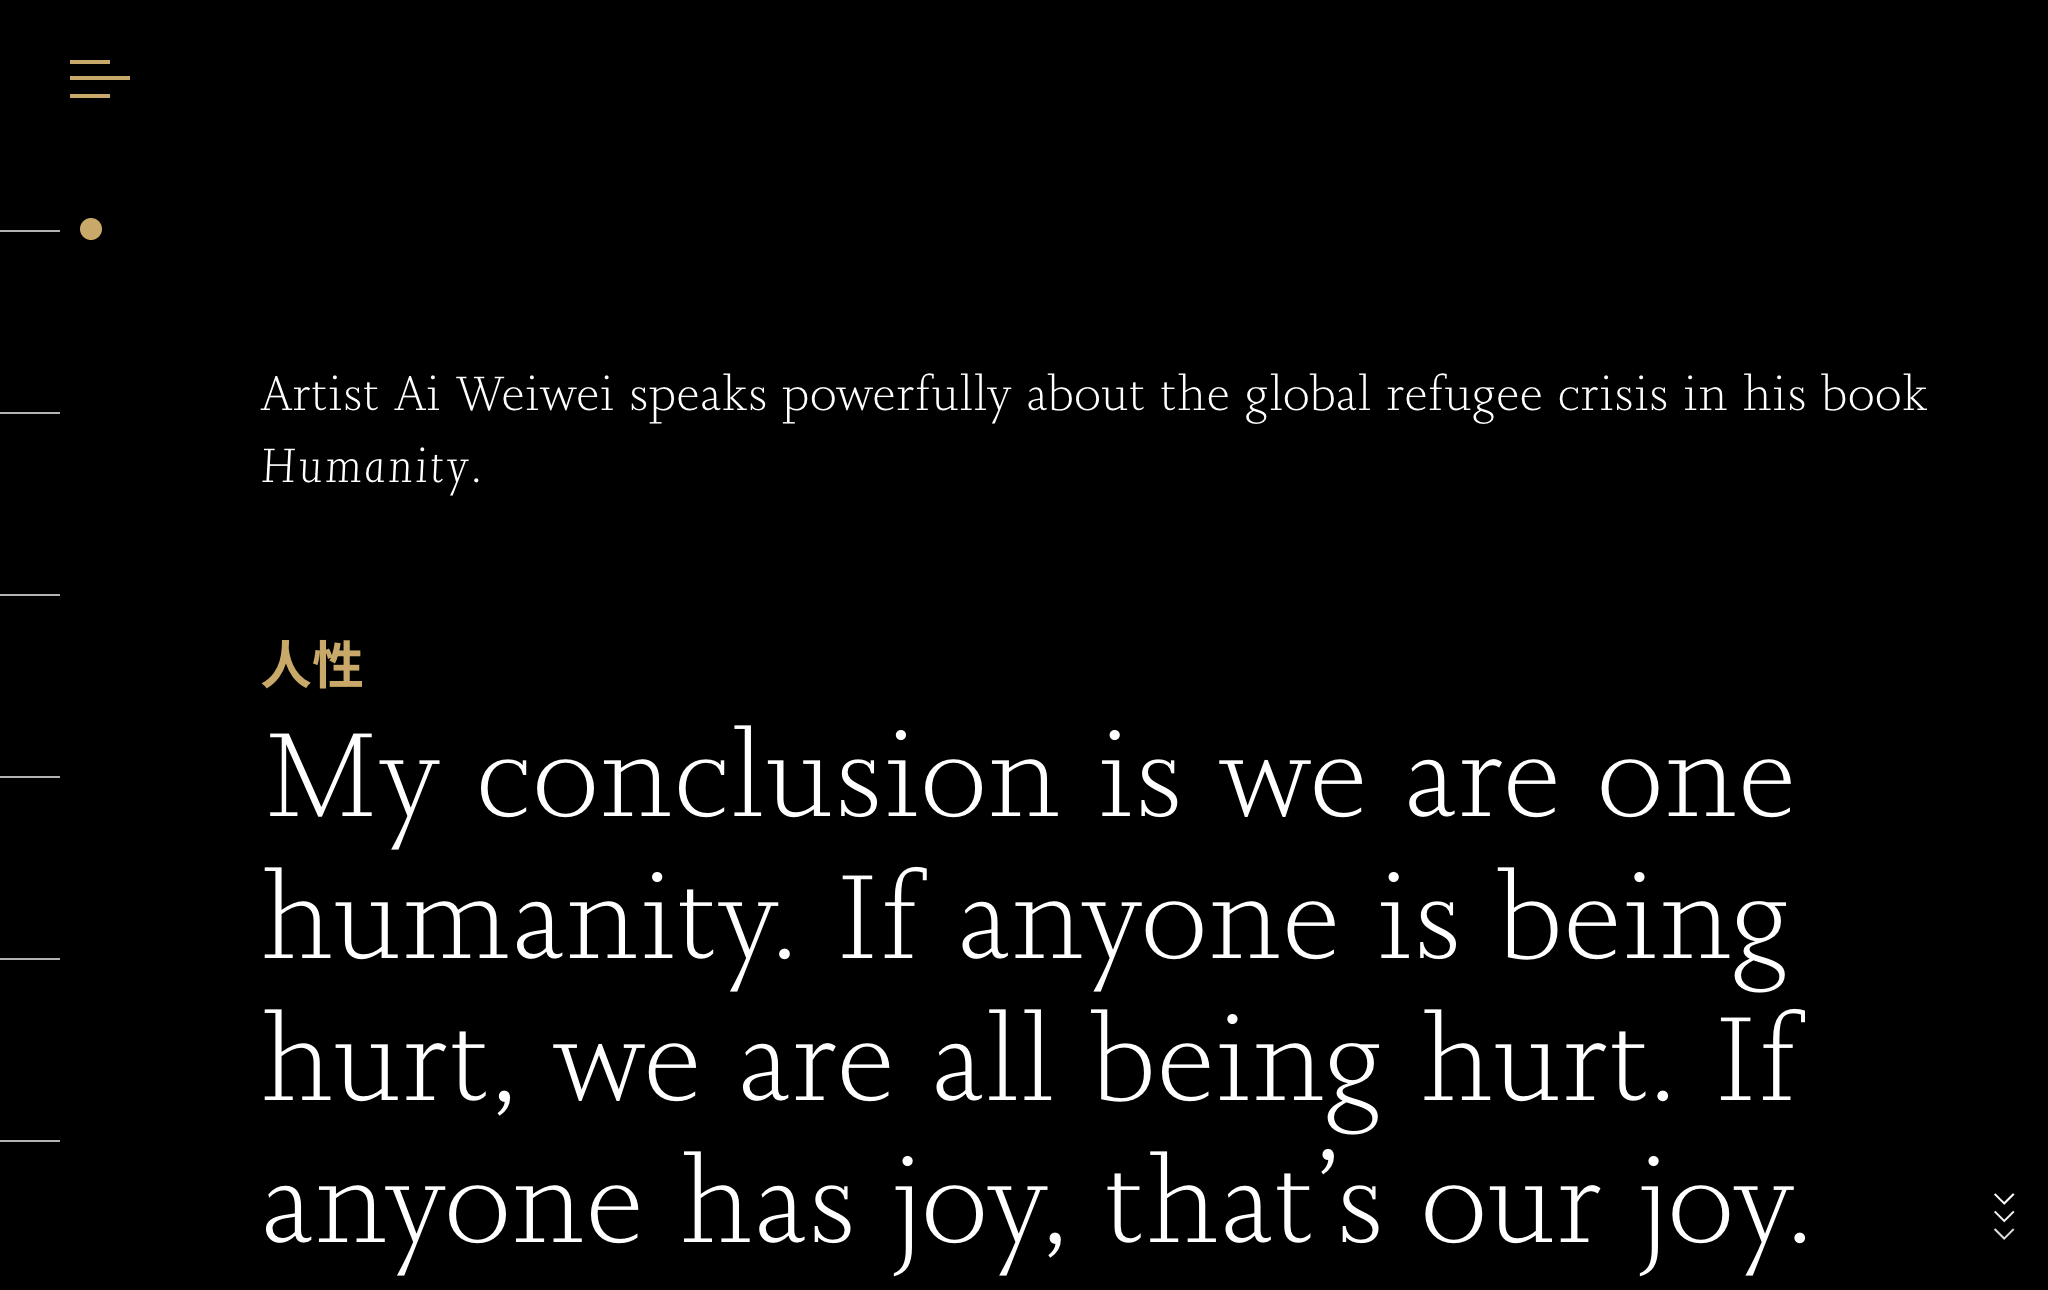 Artist Ai Weiwei speaks powerfully about the global refugee crisis in his book
Humanity.
人性
My conclusion is we are one
humanity. If anyone is being
hurt, we are all being hurt. If
anyone has joy, that’s our joy.